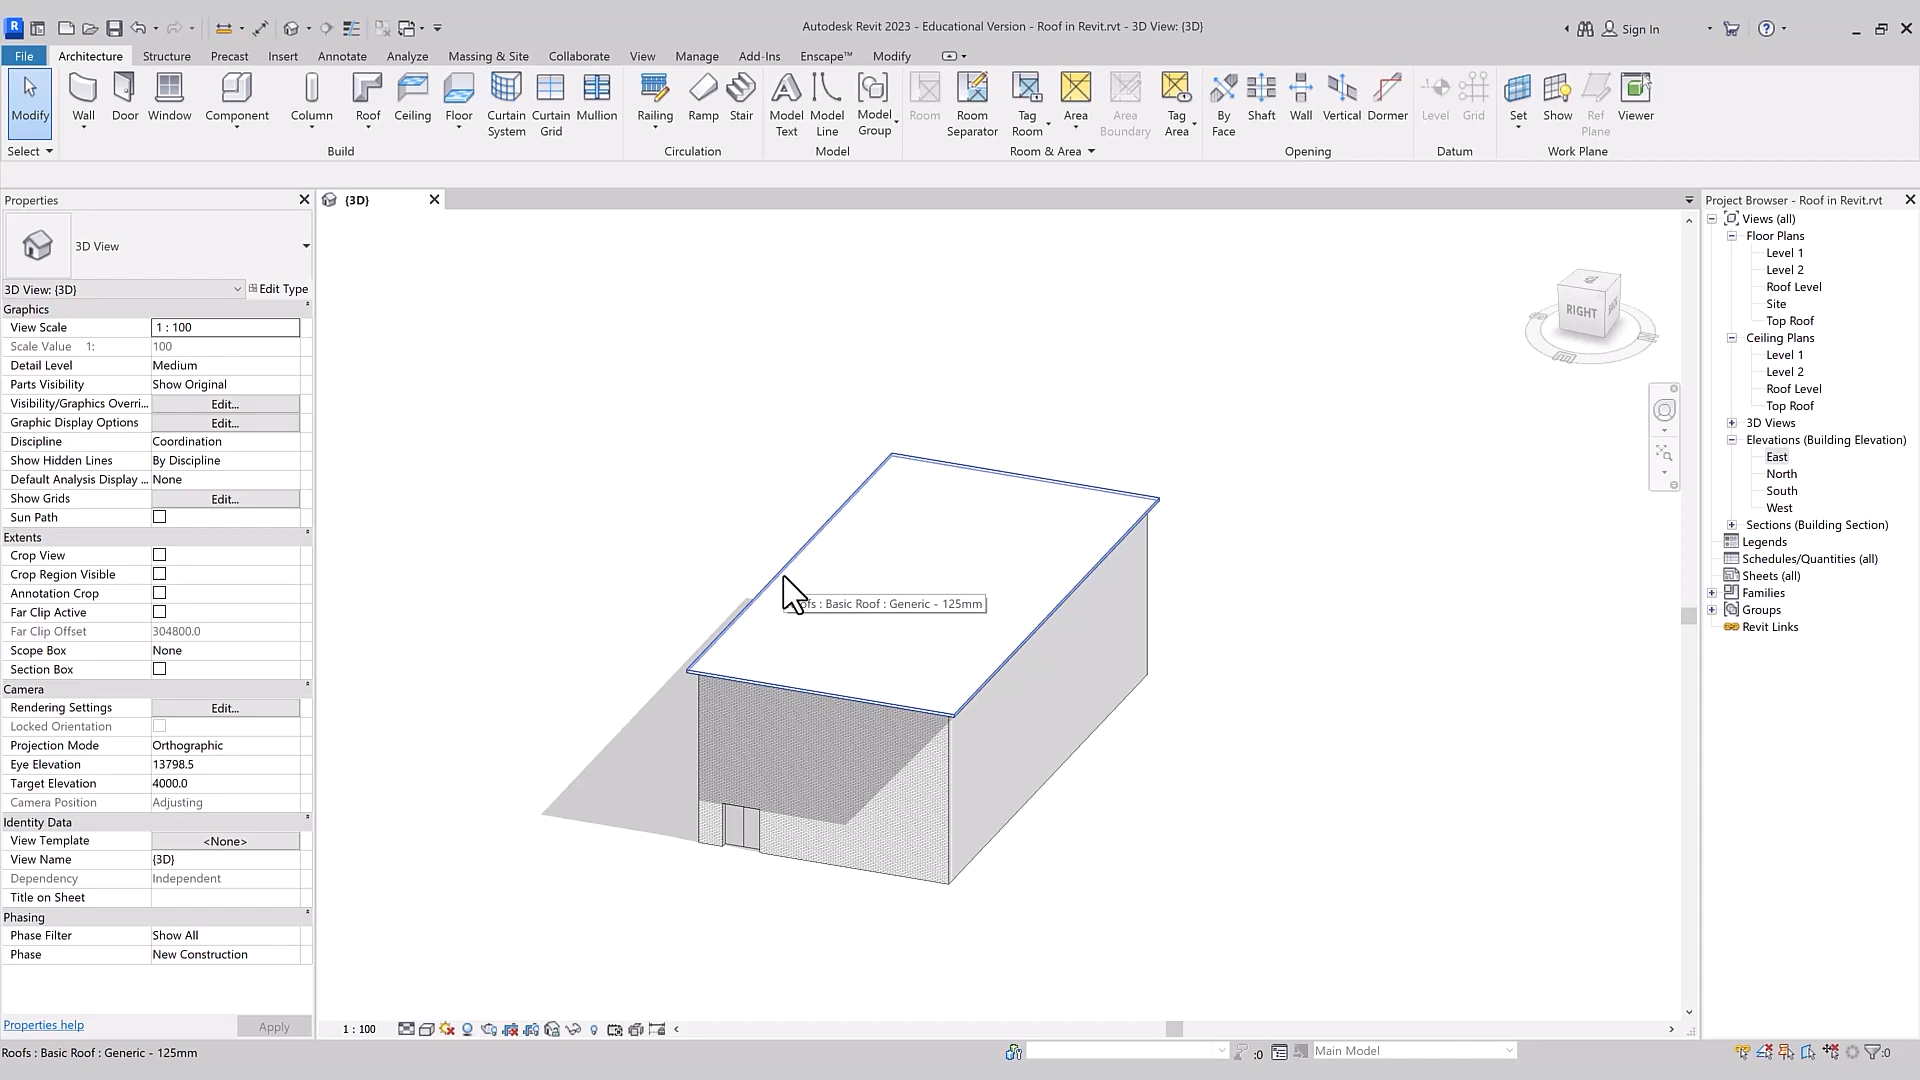 Autodesk Revit 2023 - Educational Version - Roof in Revit.rvt - 3D View: {3D}
Sign In
File Architecture Structure Precast Insert Annotate Analyze Massing & Site Collaborate View Manage Add-Ins Enscape™ Modify
Modify Wall Door Window Component Column Roof Ceiling Floor Curtain System Curtain Grid Mullion Railing Ramp Stair Model Text Model Line Model Group Room Room Separator Tag Room Area Area Boundary Tag Area By Face Shaft Wall Vertical Dormer Level Grid Set Show Ref Plane Viewer
Select Build Circulation Model Room & Area Opening Datum Work Plane
Properties
3D View
3D View: {3D} Edit Type
Graphics
View Scale 1 : 100
Scale Value 1: 100
Detail Level Medium
Parts Visibility Show Original
Visibility/Graphics Overri... Edit...
Graphic Display Options Edit...
Discipline Coordination
Show Hidden Lines By Discipline
Default Analysis Display ... None
Show Grids Edit...
Sun Path
Extents
Crop View
Crop Region Visible
Annotation Crop
Far Clip Active
Far Clip Offset 304800.0
Scope Box None
Section Box
Camera
Rendering Settings Edit...
Locked Orientation
Projection Mode Orthographic
Eye Elevation 13798.5
Target Elevation 4000.0
Camera Position Adjusting
Identity Data
View Template <None>
View Name {3D}
Dependency Independent
Title on Sheet
Phasing
Phase Filter Show All
Phase New Construction
Properties help Apply
{3D}
RIGHT
ofs : Basic Roof : Generic - 125mm
1 : 100
Project Browser - Roof in Revit.rvt
Views (all)
Floor Plans
Level 1
Level 2
Roof Level
Site
Top Roof
Ceiling Plans
Level 1
Level 2
Roof Level
Top Roof
3D Views
Elevations (Building Elevation)
East
North
South
West
Sections (Building Section)
Legends
Schedules/Quantities (all)
Sheets (all)
Families
Groups
Revit Links
Roofs : Basic Roof : Generic - 125mm
:0
Main Model
:0